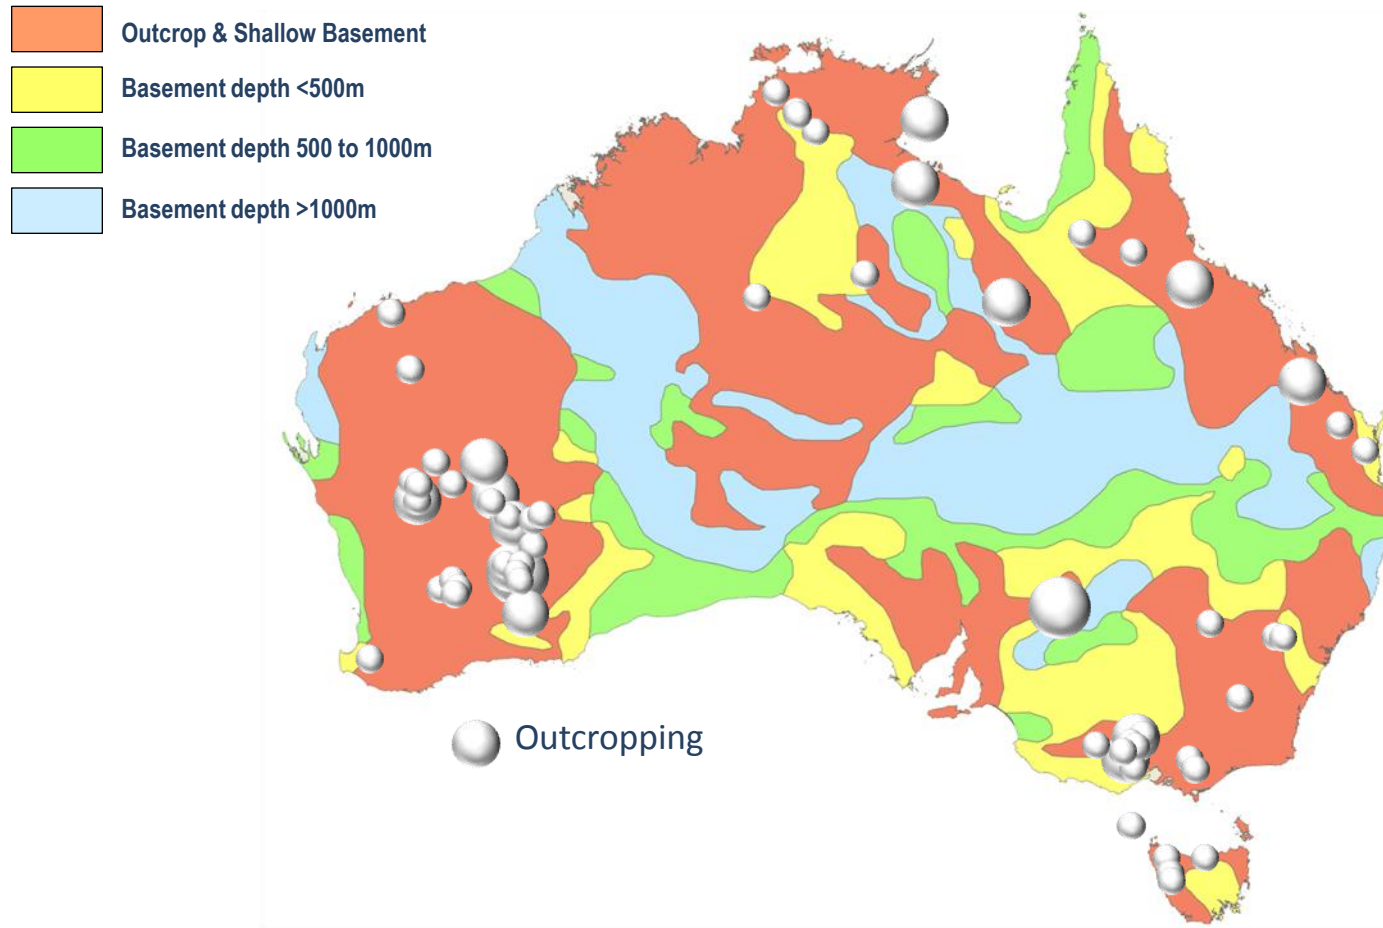 Outcrop & Shallow Basement
Basement depth <500m
Basement depth 500 to 1000m
Basement depth >1000m
Outcropping